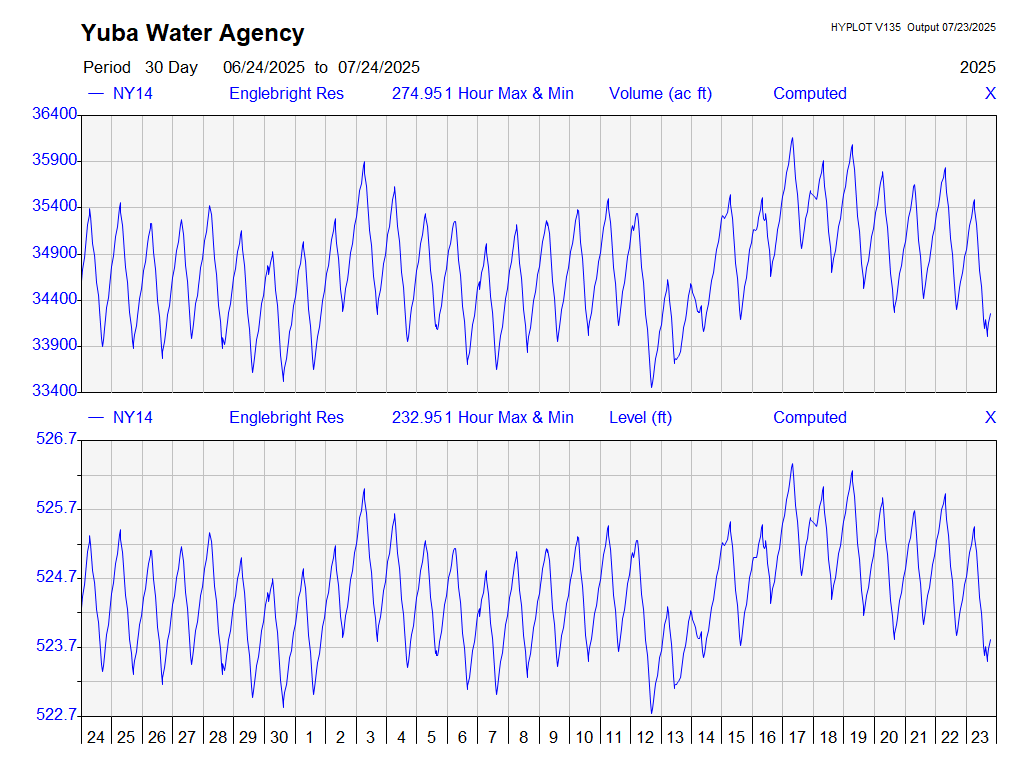 Yuba Water Agency
HYPLOT V135 Output 07/23/2025
Period 30 Day 06/24/2025 to 07/24/2025 2025
NY14 Englebright Res 274.951 Hour Max & Min Volume (ac ft) Computed X
36400
35900
35400
34900
34400
33900
33400
NY14 Englebright Res 232.951 Hour Max & Min Level (ft) Computed X
526.7
525.7
524.7
523.7
522.7
24 25 26 27 28 29 30 1 2 3 4 5 6 7 8 9 10 11 12 13 14 15 16 17 18 19 20 21 22 23